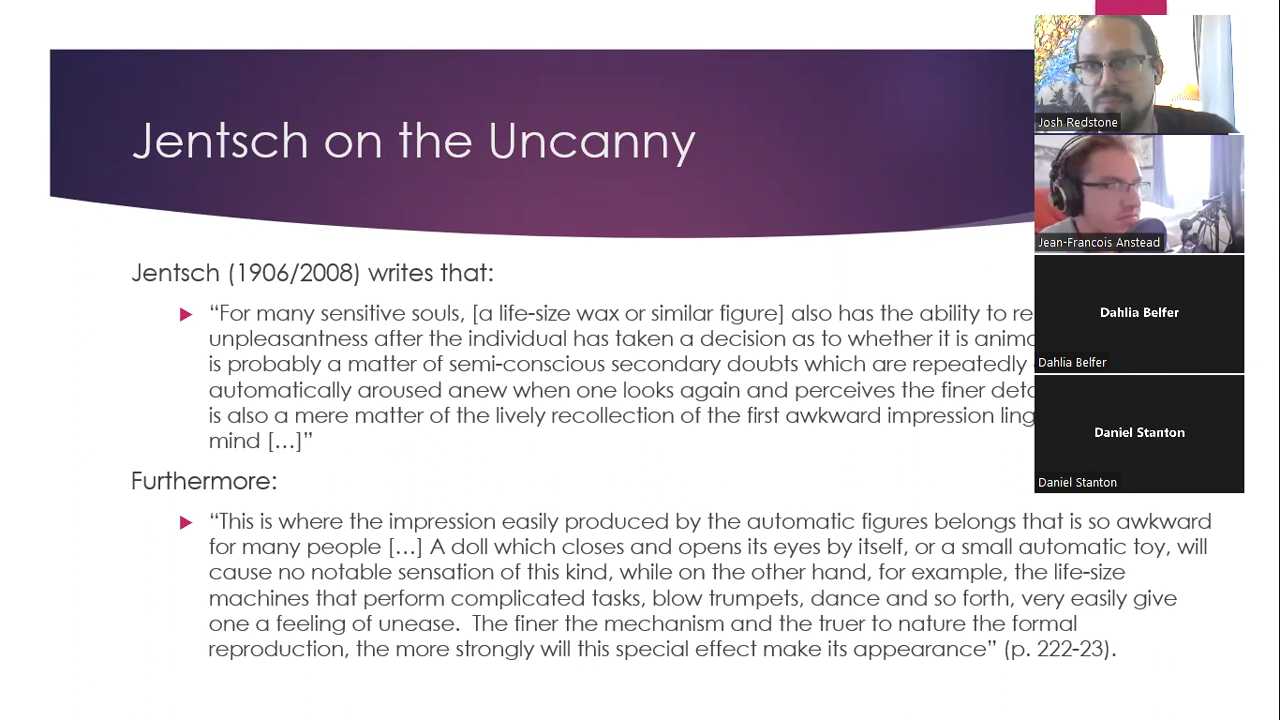 Jentsch on the Uncanny
Jentsch (1906/2008) writes that:
“For many sensitive souls, [a life-size wax or similar figure] also has the ability to
unpleasantness after the individual has taken a decision as to whether it is
is probably a matter of semi-conscious secondary doubts which are repeatedly
automatically aroused anew when one looks again and perceives the finer
is also a mere matter of the lively recollection of the first awkward impression
mind […]”
Furthermore:
“This is where the impression easily produced by the automatic figures belongs that is so awkward
for many people […] A doll which closes and opens its eyes by itself, or a small automatic toy, will
cause no notable sensation of this kind, while on the other hand, for example, the life-size
machines that perform complicated tasks, blow trumpets, dance and so forth, very easily give
one a feeling of unease.  The finer the mechanism and the truer to nature the formal
reproduction, the more strongly will this special effect make its appearance” (p. 222-23).
Josh Redstone
Jean-Francois Anstead
Dahlia Belfer
Dahlia Belfer
Daniel Stanton
Daniel Stanton